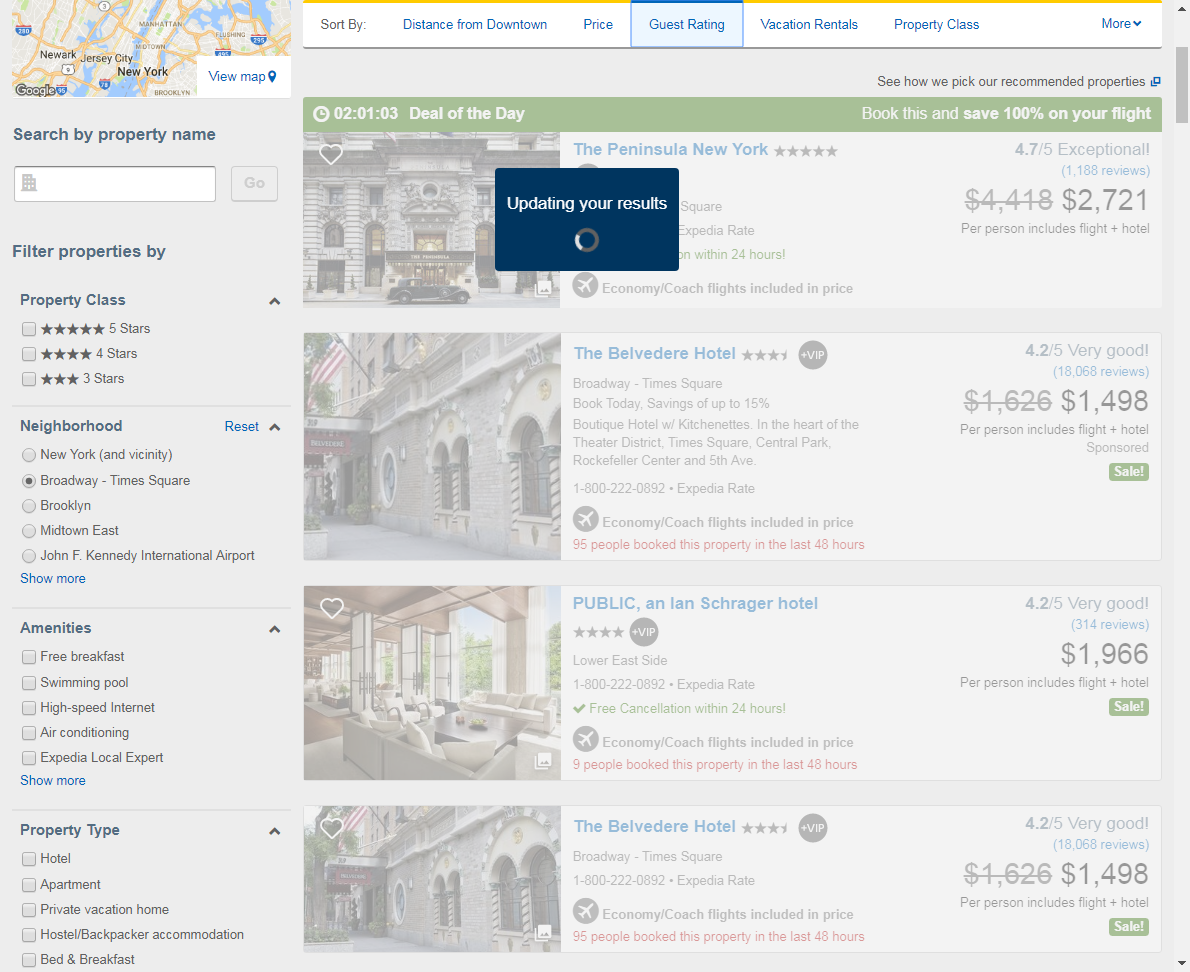 MANHATTAN
FLUSHING
MIDTOWN
Newark
Jersey City
New York
BROOKLYN
Google
View map
Search by property name
Go
Filter properties by
Property Class
5 Stars
4 Stars
3 Stars
Neighborhood Reset
New York (and vicinity)
Broadway - Times Square
Brooklyn
Midtown East
John F. Kennedy International Airport
Show more
Amenities
Free breakfast
Swimming pool
High-speed Internet
Air conditioning
Expedia Local Expert
Show more
Property Type
Hotel
Apartment
Private vacation home
Hostel/Backpacker accommodation
Bed & Breakfast
Sort By: Distance from Downtown Price Guest Rating Vacation Rentals Property Class More
See how we pick our recommended properties
02:01:03 Deal of the Day Book this and save 100% on your flight
The Peninsula New York
4.7/5 Exceptional!
(1,188 reviews)
$4,418 $2,721
Per person includes flight + hotel
Updating your results
Square
Expedia Rate
on within 24 hours!
Economy/Coach flights included in price
THE PENINSULA
The Belvedere Hotel +VIP
4.2/5 Very good!
(18,068 reviews)
$1,626 $1,498
Per person includes flight + hotel
Sponsored
Sale!
Broadway - Times Square
Book Today, Savings of up to 15%
Boutique Hotel w/ Kitchenettes. In the heart of the
Theater District, Times Square, Central Park,
Rockefeller Center and 5th Ave.
1-800-222-0892 • Expedia Rate
Economy/Coach flights included in price
95 people booked this property in the last 48 hours
BELVEDERE
PUBLIC, an Ian Schrager hotel
+VIP
4.2/5 Very good!
(314 reviews)
$1,966
Per person includes flight + hotel
Sale!
Lower East Side
1-800-222-0892 • Expedia Rate
Free Cancellation within 24 hours!
Economy/Coach flights included in price
9 people booked this property in the last 48 hours
The Belvedere Hotel +VIP
4.2/5 Very good!
(18,068 reviews)
$1,626 $1,498
Per person includes flight + hotel
Sale!
Broadway - Times Square
1-800-222-0892 • Expedia Rate
Economy/Coach flights included in price
95 people booked this property in the last 48 hours
BELVEDERE